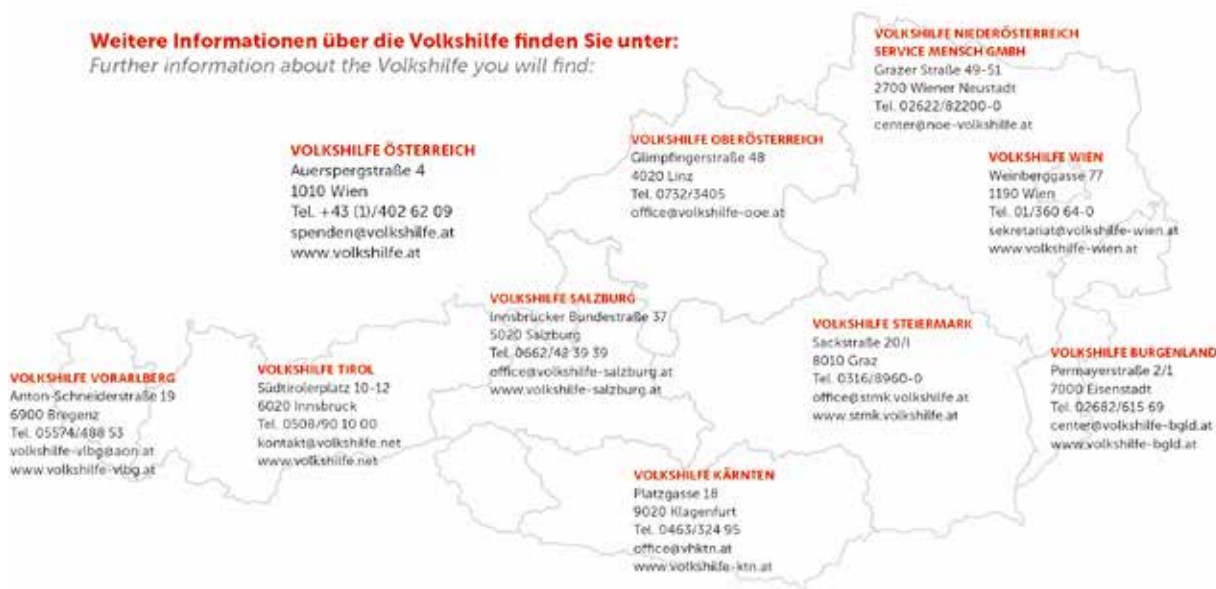 Weitere Informationen über die Volkshilfe finden Sie unter:
Further information about the Volkshilfe you will find:
VOLKSHILFE NIEDERÖSTERREICH
SERVICE MENSCH GMBH
Grazer Straße 49-51
2700 Wiener Neustadt
Tel. 02622/82200-0
center@noe-volkshilfe.at
VOLKSHILFE ÖSTERREICH
Auerspergstraße 4
1010 Wien
Tel. +43 (1)/402 62 09
spenden@volkshilfe.at
www.volkshilfe.at
VOLKSHILFE OBERÖSTERREICH
Glimpfingerstraße 48
4020 Linz
Tel. 0732/3405
office@volkshilfe-ooe.at
VOLKSHILFE WIEN
Weinberggasse 77
1190 Wien
Tel. 01/360 64-0
sekretariat@volkshilfe-wien.at
www.volkshilfe-wien.at
VOLKSHILFE SALZBURG
Innsbrucker Bundestraße 37
5020 Salzburg
Tel. 0662/42 39 39
office@volkshilfe-salzburg.at
www.volkshilfe-salzburg.at
VOLKSHILFE STEIERMARK
Sackstraße 20/I
8010 Graz
Tel. 0316/8960-0
office@stmk.volkshilfe.at
www.stmk.volkshilfe.at
VOLKSHILFE BURGENLAND
Permayerstraße 2/1
7000 Eisenstadt
Tel. 02682/615 69
center@volkshilfe-bgld.at
www.volkshilfe-bgld.at
VOLKSHILFE VORARLBERG
Anton-Schneiderstraße 19
6900 Bregenz
Tel. 05574/488 53
volkshilfe-vlbg@aon.at
www.volkshilfe-vlbg.at
VOLKSHILFE TIROL
Südtirolerplatz 10-12
6020 Innsbruck
Tel. 0508/90 10 00
kontakt@volkshilfe.net
www.volkshilfe.net
VOLKSHILFE KÄRNTEN
Platzgasse 18
9020 Klagenfurt
Tel. 0463/324 95
office@vhktn.at
www.volkshilfe-ktn.at